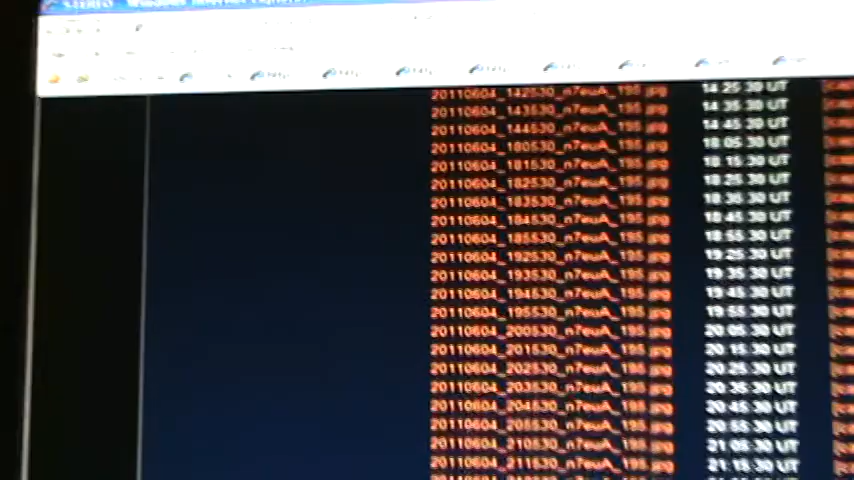 20110604_142530_n7euA_195.jpg 14:25:30 UT
20110604_143530_n7euA_195.jpg 14:35:30 UT
20110604_144530_n7euA_195.jpg 14:45:30 UT
20110604_180530_n7euA_195.jpg 18:05:30 UT
20110604_181530_n7euA_195.jpg 18:15:30 UT
20110604_182530_n7euA_195.jpg 18:25:30 UT
20110604_183530_n7euA_195.jpg 18:35:30 UT
20110604_184530_n7euA_195.jpg 18:45:30 UT
20110604_185530_n7euA_195.jpg 18:55:30 UT
20110604_192530_n7euA_195.jpg 19:25:30 UT
20110604_193530_n7euA_195.jpg 19:35:30 UT
20110604_194530_n7euA_195.jpg 19:45:30 UT
20110604_195530_n7euA_195.jpg 19:55:30 UT
20110604_200530_n7euA_195.jpg 20:05:30 UT
20110604_201530_n7euA_195.jpg 20:15:30 UT
20110604_202530_n7euA_195.jpg 20:25:30 UT
20110604_203530_n7euA_195.jpg 20:35:30 UT
20110604_204530_n7euA_195.jpg 20:45:30 UT
20110604_205530_n7euA_195.jpg 20:55:30 UT
20110604_210530_n7euA_195.jpg 21:05:30 UT
20110604_211530_n7euA_195.jpg 21:15:30 UT